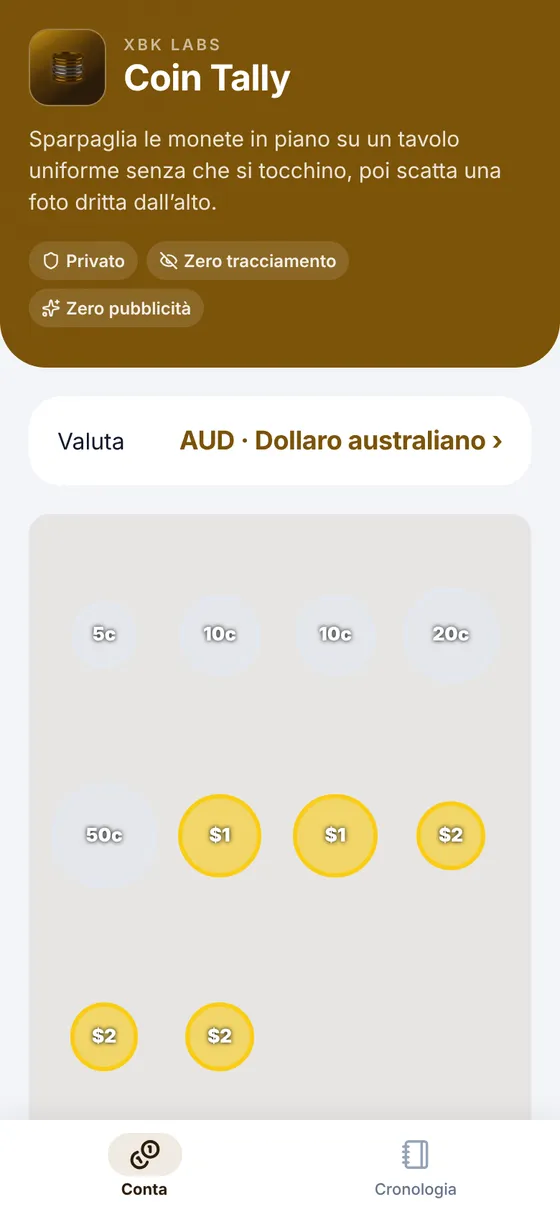 XBK LABS
Coin Tally
Sparpaglia le monete in piano su un tavolo
uniforme senza che si tocchino, poi scatta una
foto dritta dall’alto.
Privato
Zero tracciamento
Zero pubblicità
Valuta
AUD · Dollaro australiano ›
5c
10c
10c
20c
50c
$1
$1
$2
$2
$2
Conta
Cronologia